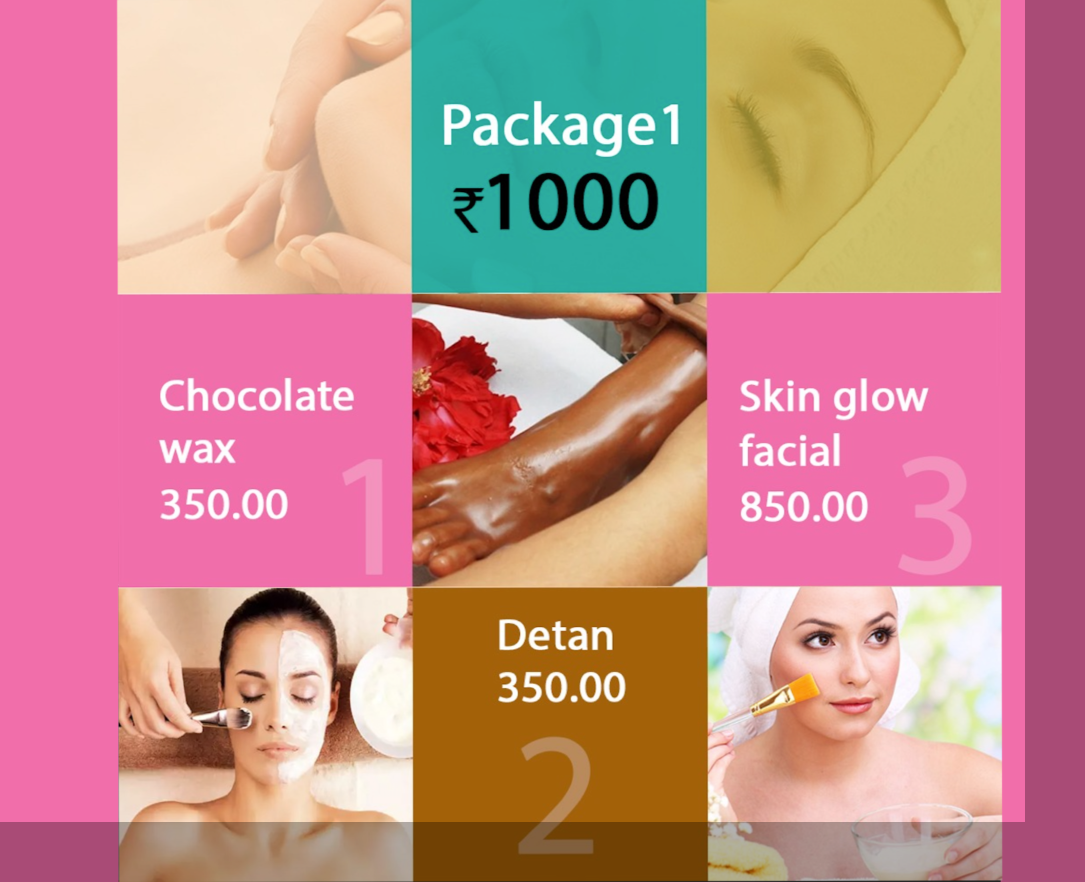 Package1
₹1000
Chocolate
wax
350.00
1
Skin glow
facial
850.00
3
Detan
350.00
2